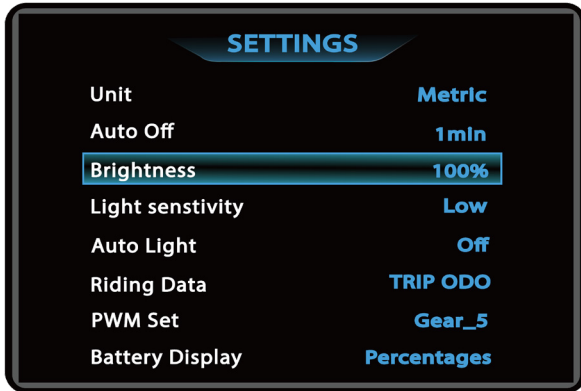 SETTINGS
Unit Metric
Auto Off 1min
Brightness 100%
Light senstivity Low
Auto Light Off
Riding Data TRIP ODO
PWM Set Gear_5
Battery Display Percentages